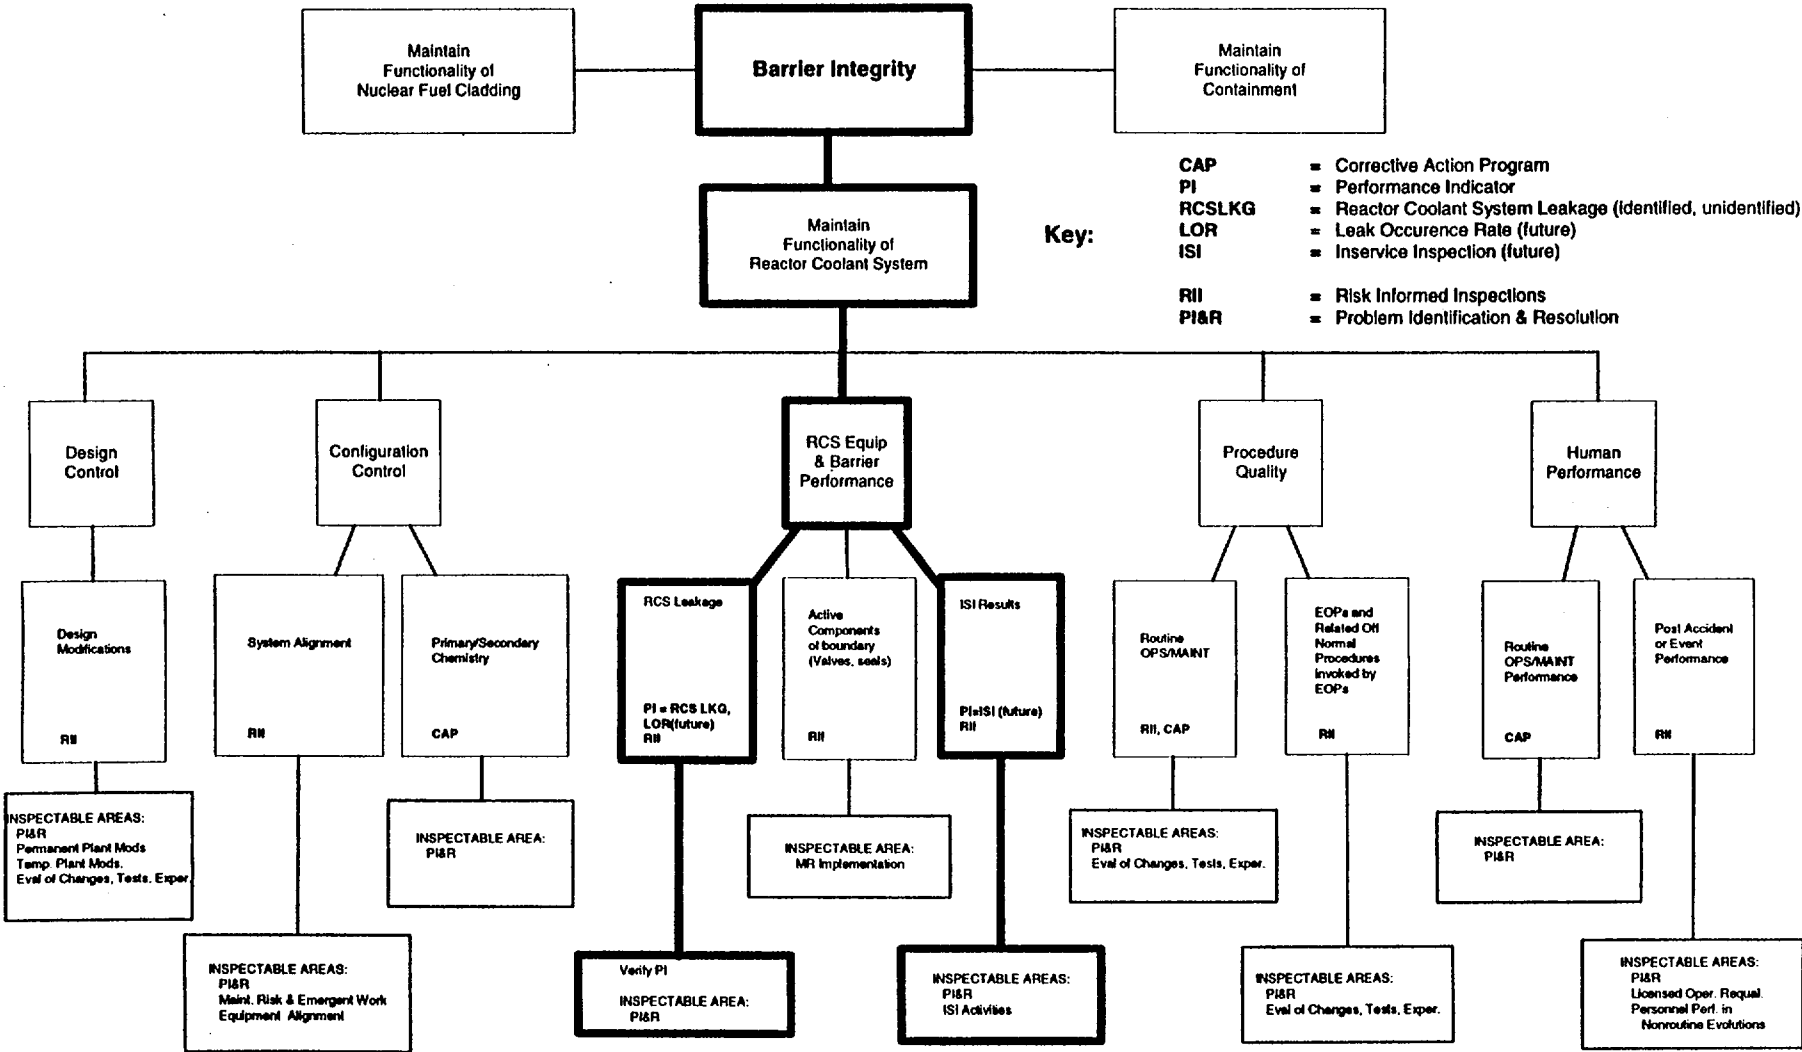 Maintain
Functionality of
Nuclear Fuel Cladding
Barrier Integrity
Maintain
Functionality of
Containment
Maintain
Functionality of
Reactor Coolant System
Key:
CAP = Corrective Action Program
PI = Performance Indicator
RCSLKG = Reactor Coolant System Leakage (identified, unidentified)
LOR = Leak Occurence Rate (future)
ISI = Inservice Inspection (future)
RII = Risk Informed Inspections
PI&R = Problem Identification & Resolution
Design
Control
Configuration
Control
RCS Equip
& Barrier
Performance
Procedure
Quality
Human
Performance
Design
Modifications
RII
System Alignment
RII
Primary/Secondary
Chemistry
CAP
RCS Leakage
PI = RCS LKG,
LOR(future)
RII
Active
Components
of boundary
(Valves, seals)
RII
ISI Results
PI=ISI (future)
RII
Routine
OPS/MAINT
RII, CAP
EOPs and
Related Off
Normal
Procedures
Invoked by
EOPs
RII
Routine
OPS/MAINT
Performance
CAP
Post Accident
or Event
Performance
RII
INSPECTABLE AREAS:
PI&R
Permanent Plant Mods
Temp. Plant Mods.
Eval of Changes, Tests, Exper.
INSPECTABLE AREAS:
PI&R
Maint. Risk & Emergent Work
Equipment Alignment
INSPECTABLE AREA:
PI&R
Verify PI
INSPECTABLE AREA:
PI&R
INSPECTABLE AREA:
MR Implementation
INSPECTABLE AREAS:
PI&R
ISI Activities
INSPECTABLE AREAS:
PI&R
Eval of Changes, Tests, Exper.
INSPECTABLE AREAS:
PI&R
Eval of Changes, Tests, Exper.
INSPECTABLE AREA:
PI&R
INSPECTABLE AREAS:
PI&R
Licensed Oper. Requal.
Personnel Perf. in
Nonroutine Evolutions